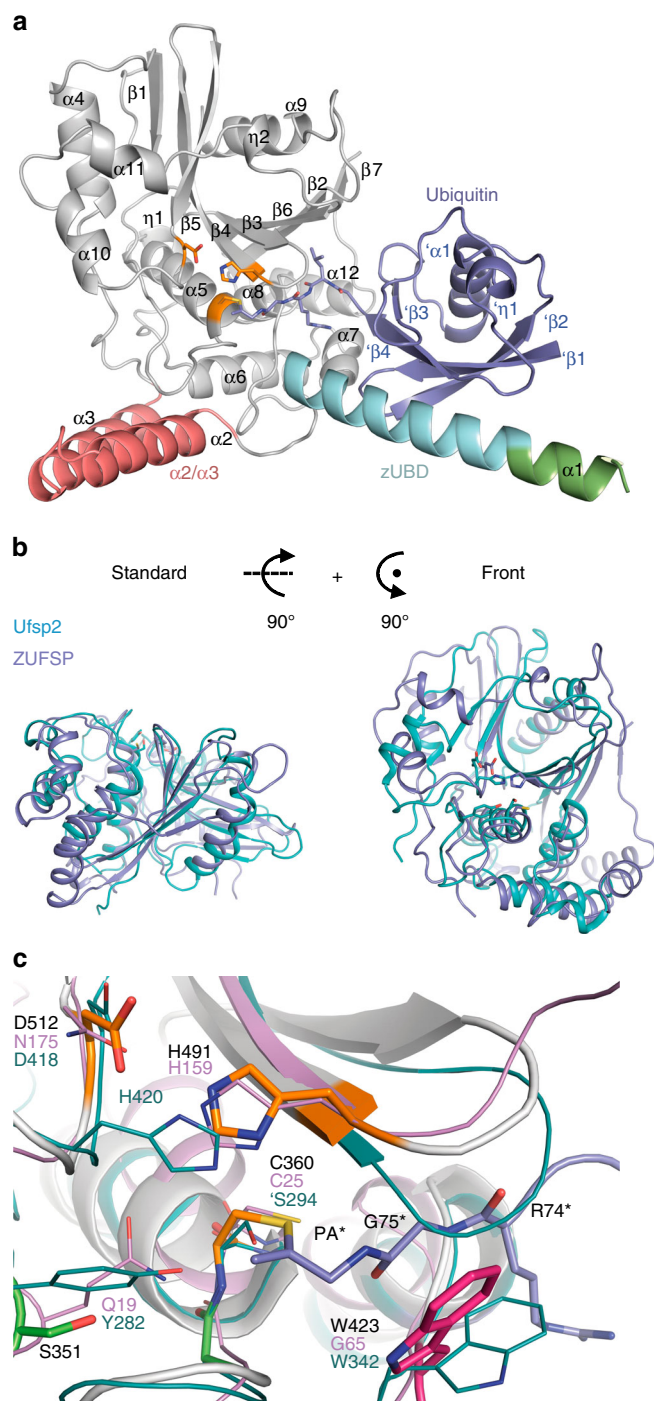 a
α4
β1
α9
η2
β7
α11
β2
Ubiquitin
β6
η1
β5
β3
β4
α10
‘α1
α12
α5
α8
‘β3
‘η1
‘β2
α7
‘β4
‘β1
α6
α3
α2
α1
α2/α3
zUBD
b
Standard
+
Front
90°
90°
Ufsp2
ZUFSP
c
D512
N175
D418
H491
H159
H420
C360
C25
‘S294
R74*
G75*
PA*
Q19
Y282
W423
G65
W342
S351